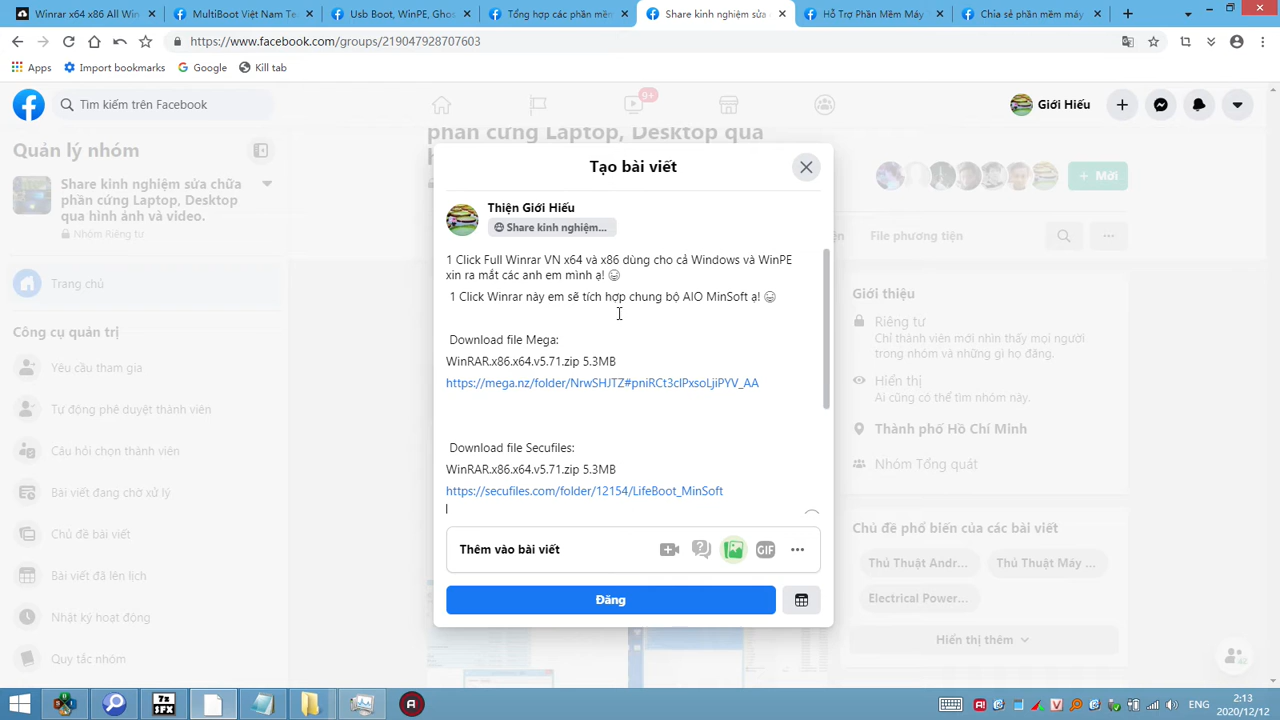 Winrar x64 x86 All Win
MultiBoot Việt Nam Te
Usb Boot, WinPE, Ghos
Tổng hợp các phần mềm
Share kinh nghiệm sửa
Hỗ Trợ Phần Mềm Máy
Chia sẻ phần mềm máy
https://www.facebook.com/groups/219047928707603
Apps
Import bookmarks
Google
Kill tab
Tìm kiếm trên Facebook
9+
Giới Hiếu
phần cứng Laptop, Desktop qua
Quản lý nhóm
Share kinh nghiệm sửa chữa
phần cứng Laptop, Desktop
qua hình ảnh và video.
Nhóm Riêng tư
Trang chủ
Công cụ quản trị
Yêu cầu tham gia
Tự động phê duyệt thành viên
Câu hỏi chọn thành viên
Bài viết đang chờ xử lý
Chủ đề bài viết
Bài viết đã lên lịch
Nhật ký hoạt động
Quy tắc nhóm
Tạo bài viết
Thiện Giới Hiếu
Share kinh nghiệm...
1 Click Full Winrar VN x64 và x86 dùng cho cả Windows và WinPE
xin ra mắt các anh em mình ạ! 😄
1 Click Winrar này em sẽ tích hợp chung bộ AIO MinSoft ạ! 😄
Download file Mega:
WinRAR.x86.x64.v5.71.zip 5.3MB
https://mega.nz/folder/NrwSHJTZ#pniRCt3clPxsoLjiPYV_AA
Download file Secufiles:
WinRAR.x86.x64.v5.71.zip 5.3MB
https://secufiles.com/folder/12154/LifeBoot_MinSoft
Thêm vào bài viết
GIF
Đăng
+ Mời
File phương tiện
Giới thiệu
Riêng tư
Chỉ thành viên mới nhìn thấy mọi người
trong nhóm và những gì họ đăng.
Hiển thị
Ai cũng có thể tìm nhóm này.
Thành phố Hồ Chí Minh
Nhóm Tổng quát
Chủ đề phổ biến của các bài viết
Thủ Thuật Andr...
Thủ Thuật Máy ...
Electrical Power...
Hiển thị thêm
7z
SFX
ENG
2:13
2020/12/12